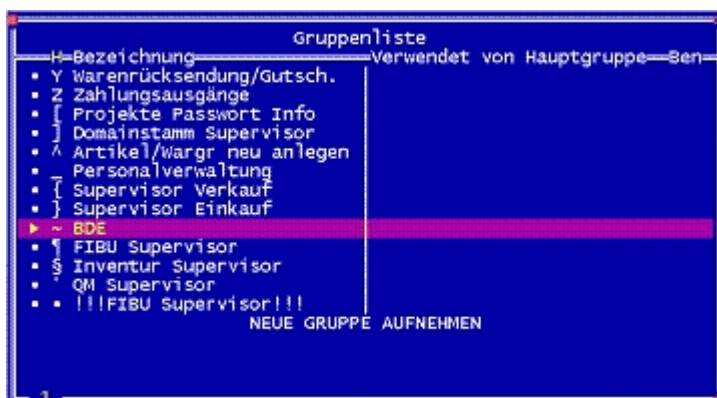 Gruppenliste
H Bezeichnung Verwendet von Hauptgruppe Ben
• Y Warenrücksendung/Gutsch.
• Z Zahlungsausgänge
• [ Projekte Passwort Info
• ] Domainstamm Supervisor
• ^ Artikel/Wargr neu anlegen
• _ Personalverwaltung
• { Supervisor Verkauf
• } Supervisor Einkauf
► ~ BDE
• ¶ FIBU Supervisor
• § Inventur Supervisor
• ' QM Supervisor
• • !!!FIBU Supervisor!!!
NEUE GRUPPE AUFNEHMEN
1